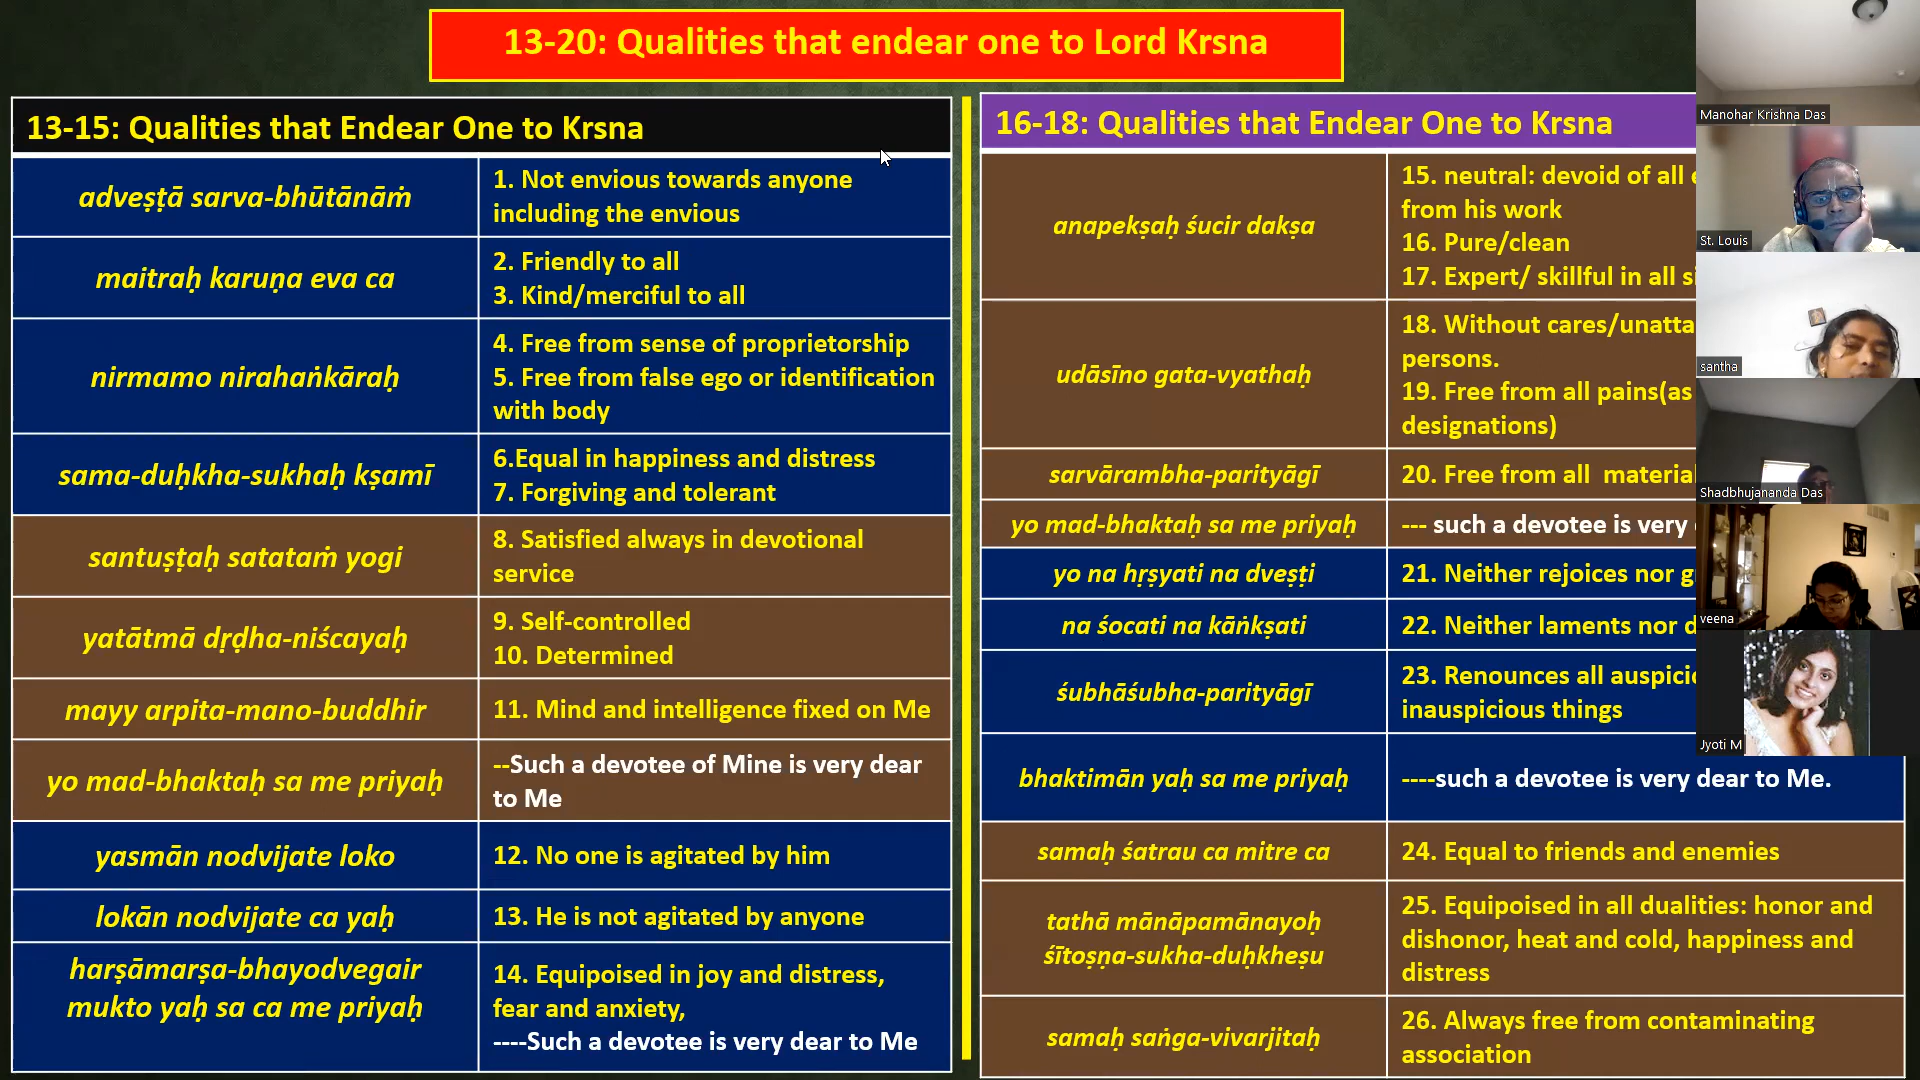 13-20: Qualities that endear one to Lord Krsna
13-15: Qualities that Endear One to Krsna
adveṣṭā sarva-bhūtānāṁ
1. Not envious towards anyone
including the envious
maitraḥ karuṇa eva ca
2. Friendly to all
3. Kind/merciful to all
nirmamo nirahaṅkāraḥ
4. Free from sense of proprietorship
5. Free from false ego or identification
with body
sama-duḥkha-sukhaḥ kṣamī
6.Equal in happiness and distress
7. Forgiving and tolerant
santuṣṭaḥ satataṁ yogi
8. Satisfied always in devotional
service
yatātmā dṛḍha-niścayaḥ
9. Self-controlled
10. Determined
mayy arpita-mano-buddhir
11. Mind and intelligence fixed on Me
yo mad-bhaktaḥ sa me priyaḥ
--Such a devotee of Mine is very dear
to Me
yasmān nodvijate loko
12. No one is agitated by him
lokān nodvijate ca yaḥ
13. He is not agitated by anyone
harṣāmarṣa-bhayodvegair
mukto yaḥ sa ca me priyaḥ
14. Equipoised in joy and distress,
fear and anxiety,
----Such a devotee is very dear to Me
16-18: Qualities that Endear One to Krsna
anapekṣaḥ śucir dakṣa
15. neutral: devoid of all
from his work
16. Pure/clean
17. Expert/ skillful in all
udāsīno gata-vyathaḥ
18. Without
persons.
19. Free from all pains(as
designations)
sarvārambha-parityāgī
20. Free from all material
yo mad-bhaktaḥ sa me priyaḥ
--- such a devotee is very
yo na hṛṣyati na dveṣṭi
21. Neither rejoices nor
na śocati na kāṅkṣati
22. Neither laments nor
śubhāśubha-parityāgī
23. Renounces all
inauspicious things
bhaktimān yaḥ sa me priyaḥ
----such a devotee is very dear to Me.
samaḥ śatrau ca mitre ca
24. Equal to friends and enemies
tathā mānāpamānayoḥ
śītoṣṇa-sukha-duḥkheṣu
25. Equipoised in all dualities: honor and
dishonor, heat and cold, happiness and
distress
samaḥ saṅga-vivarjitaḥ
26. Always free from contaminating
association
Manohar Krishna Das
St. Louis
santha
Shadbhujananda Das
veena
Jyoti M